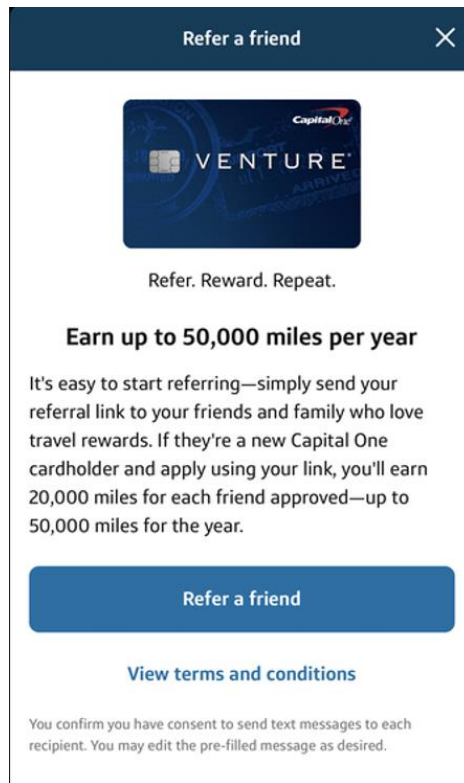 Refer a friend
Capital One
VENTURE
Refer. Reward. Repeat.
Earn up to 50,000 miles per year
It's easy to start referring—simply send your
referral link to your friends and family who love
travel rewards. If they're a new Capital One
cardholder and apply using your link, you'll earn
20,000 miles for each friend approved—up to
50,000 miles for the year.
Refer a friend
View terms and conditions
You confirm you have consent to send text messages to each
recipient. You may edit the pre-filled message as desired.